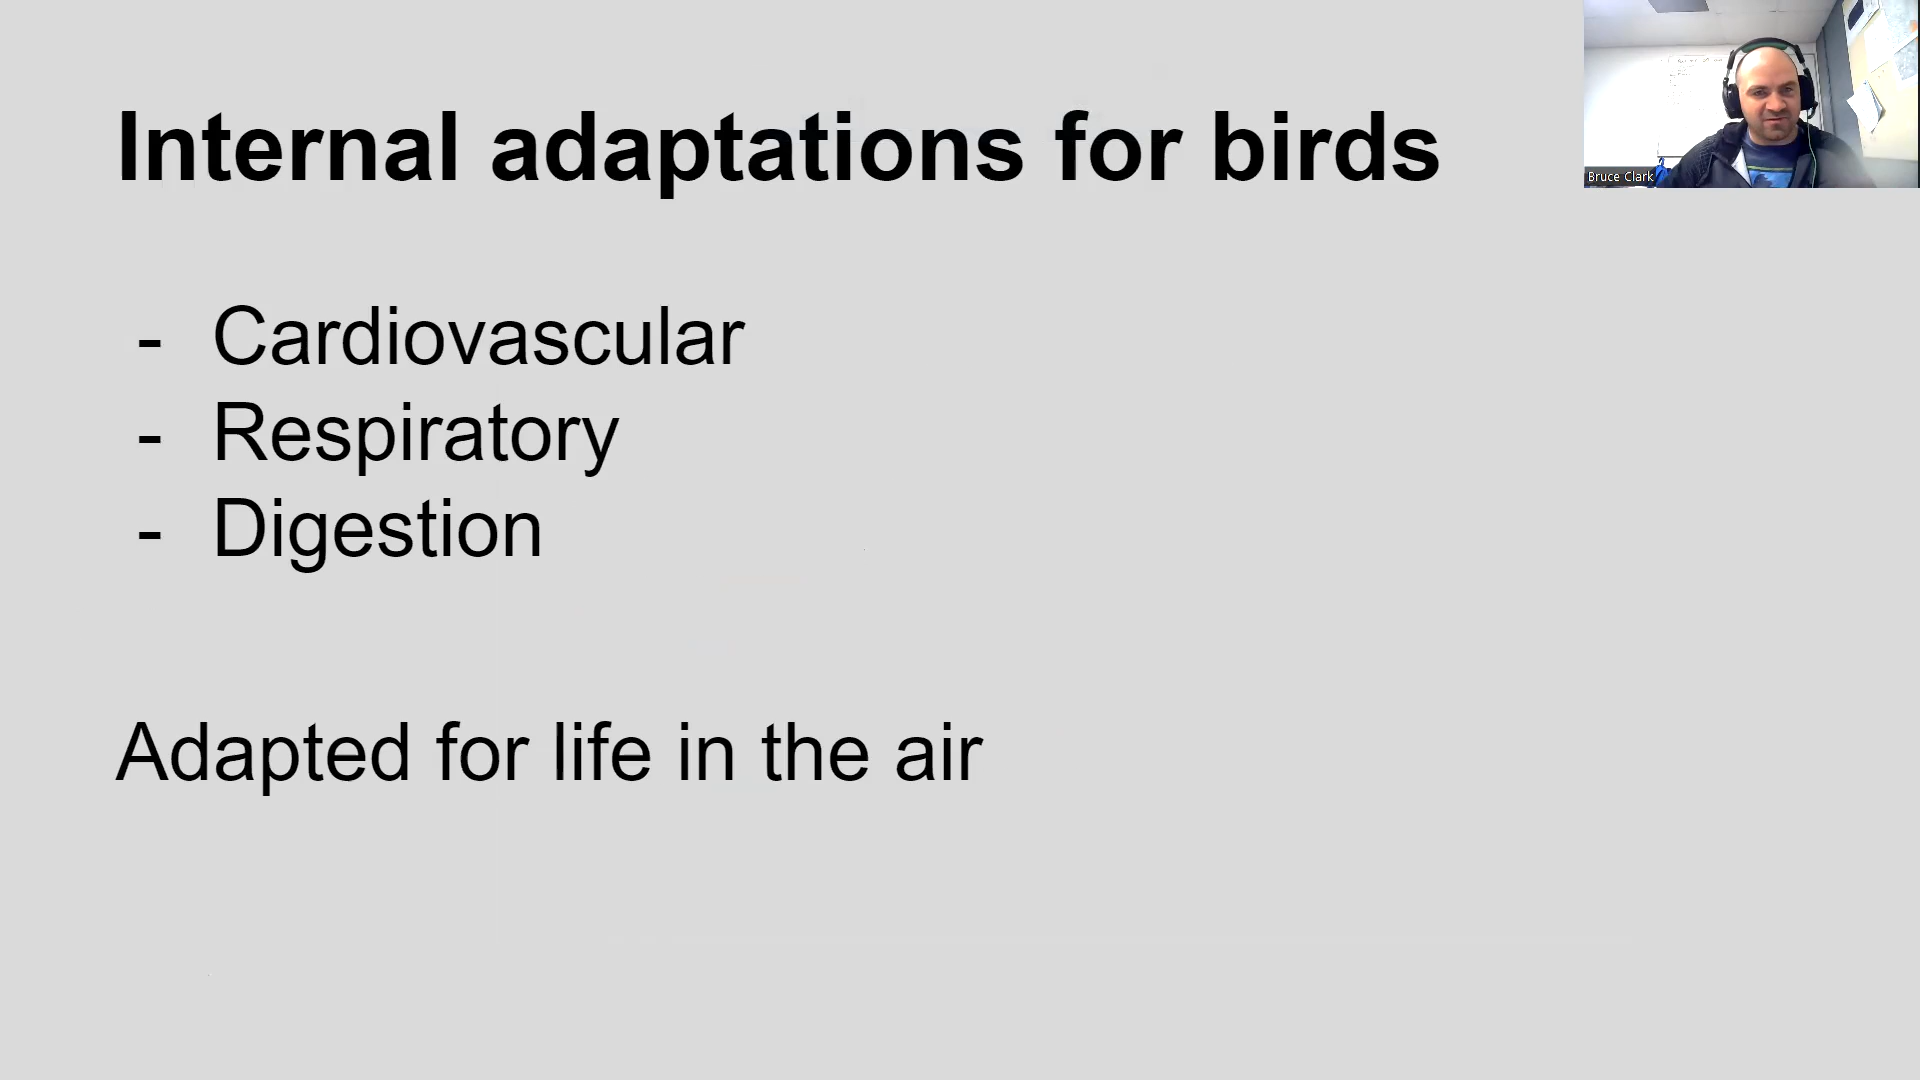 Internal adaptations for birds
- Cardiovascular
- Respiratory
- Digestion
Adapted for life in the air
Bruce Clark